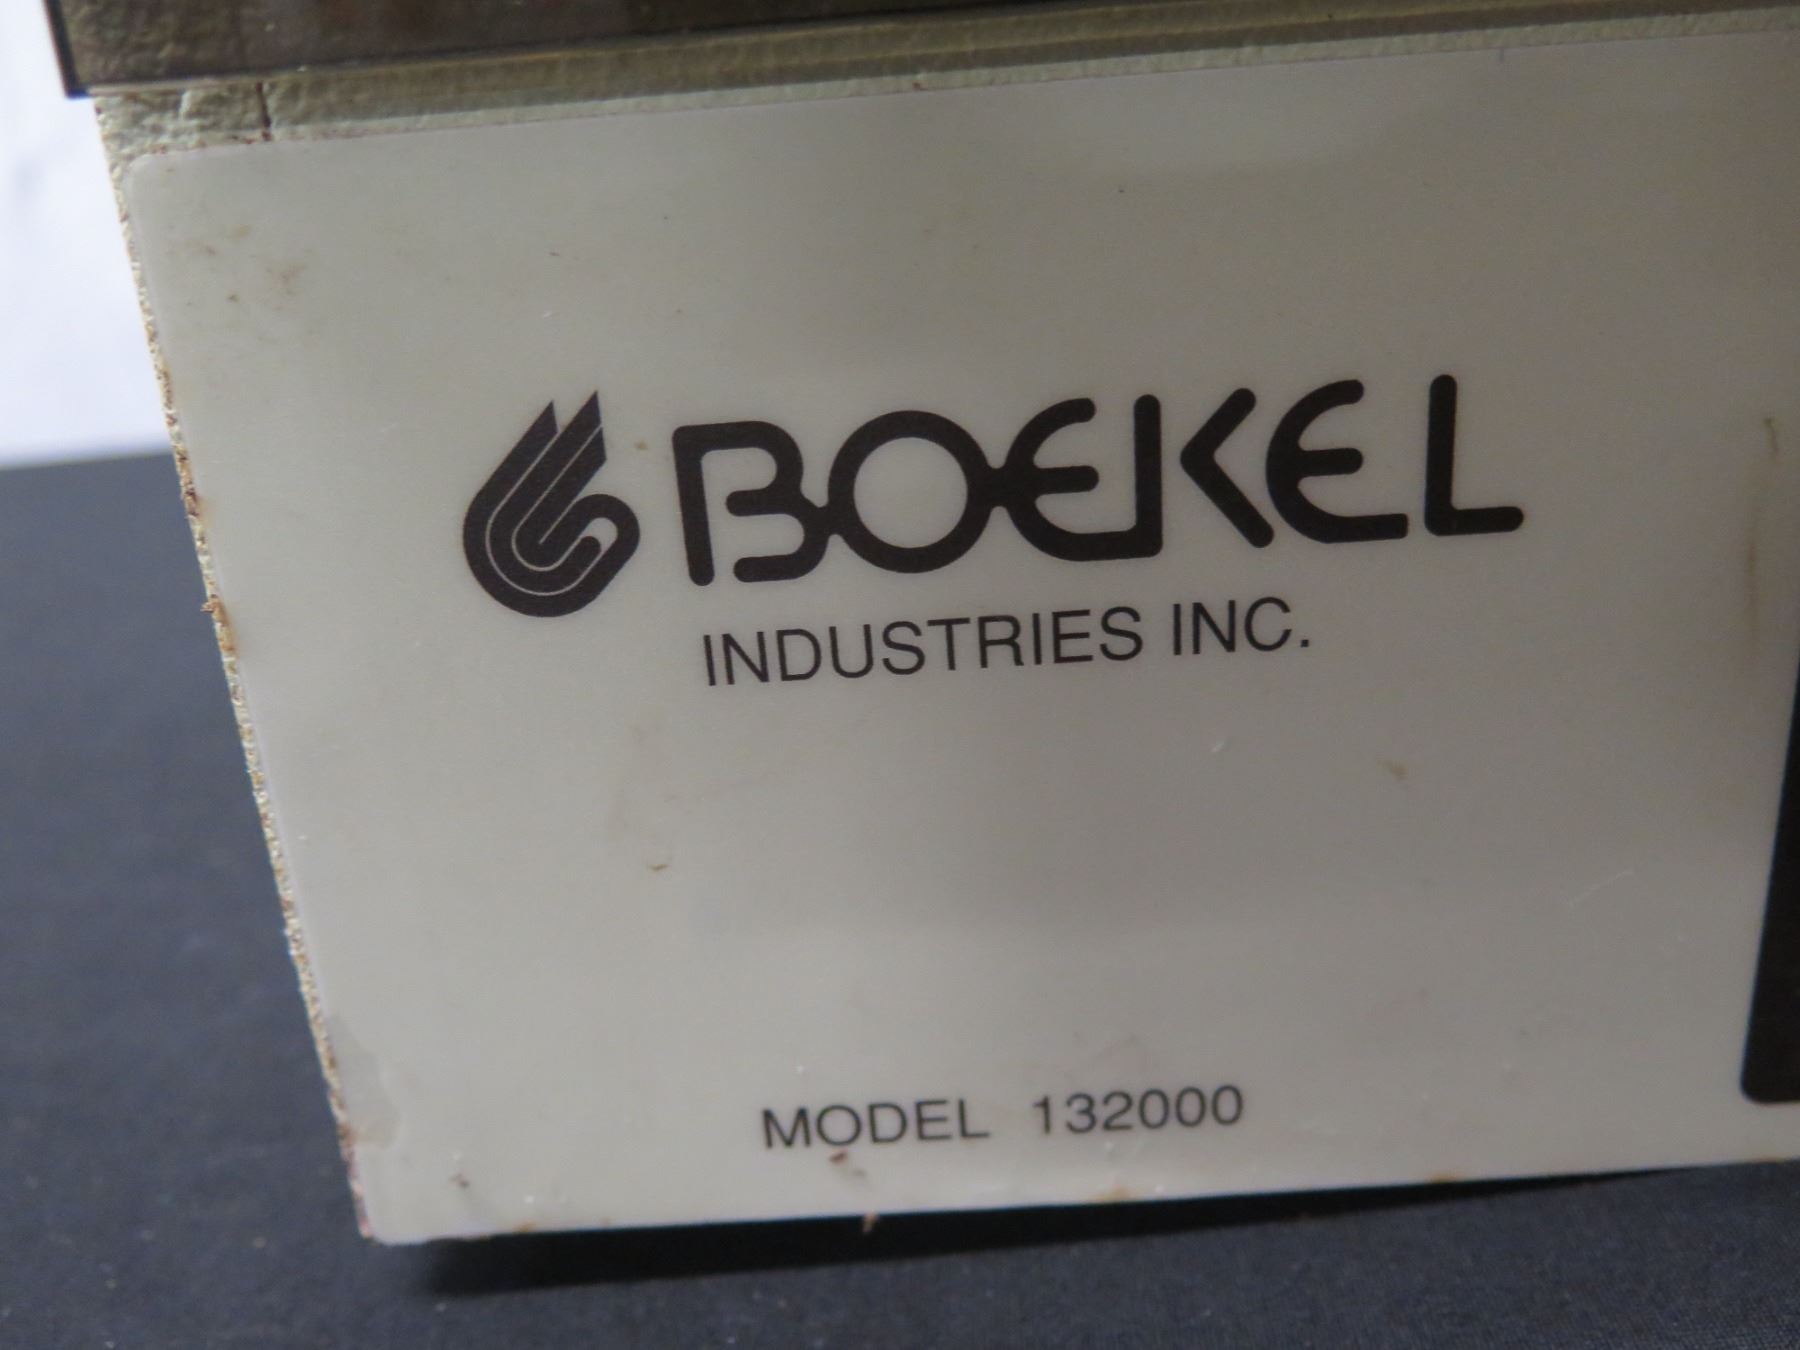 BOEKEL
INDUSTRIES INC.
MODEL 132000